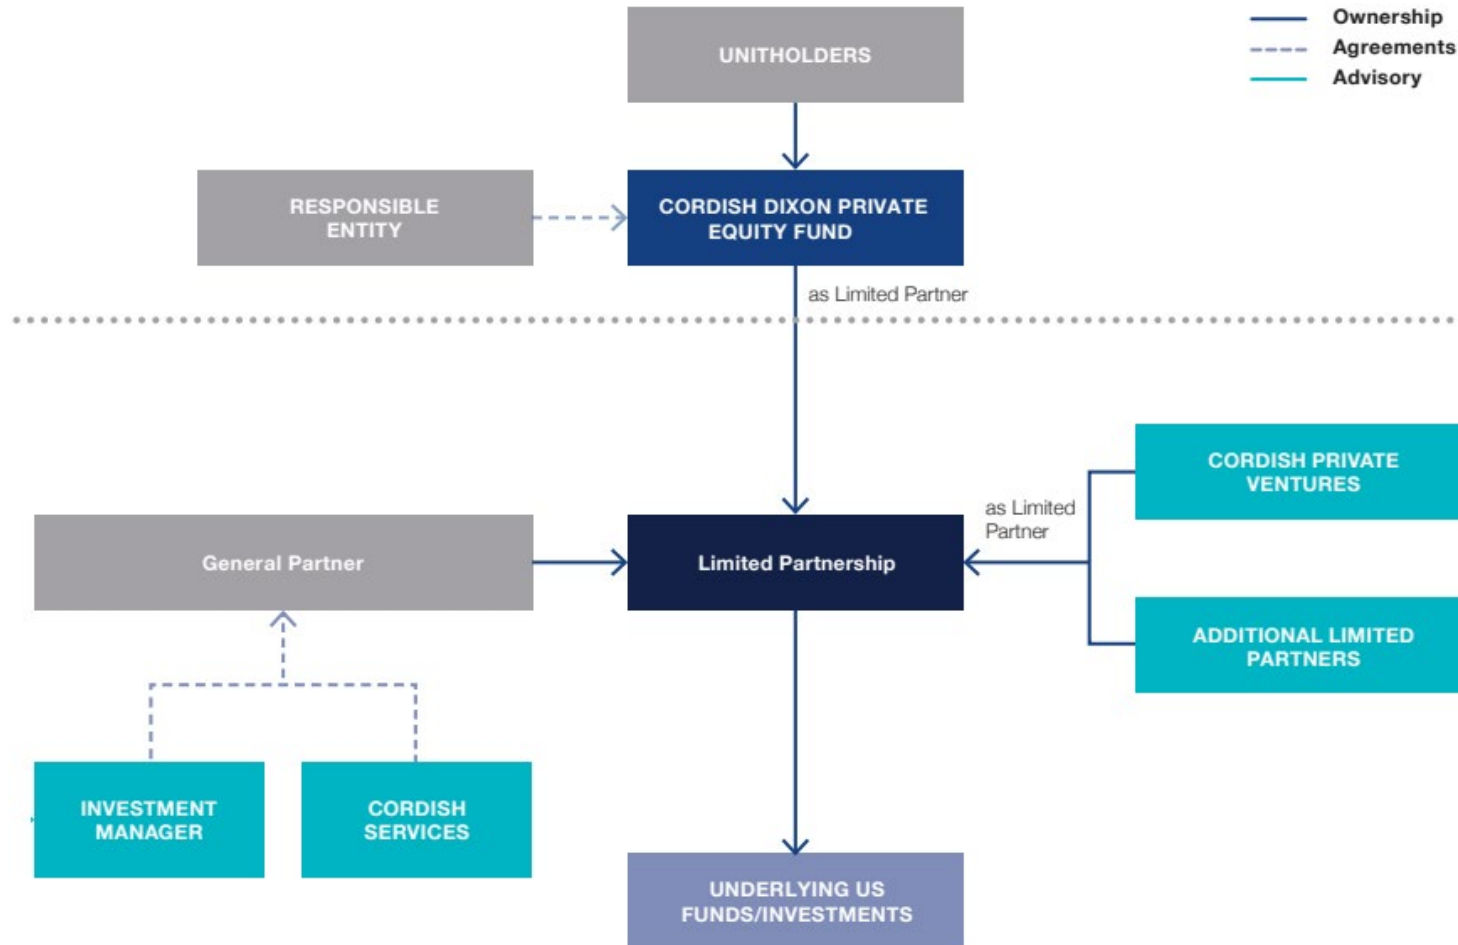 Ownership
Agreements
Advisory
UNITHOLDERS
RESPONSIBLE
ENTITY
CORDISH DIXON PRIVATE
EQUITY FUND
as Limited Partner
CORDISH PRIVATE
VENTURES
as Limited
Partner
General Partner
Limited Partnership
ADDITIONAL LIMITED
PARTNERS
INVESTMENT
MANAGER
CORDISH
SERVICES
UNDERLYING US
FUNDS/INVESTMENTS